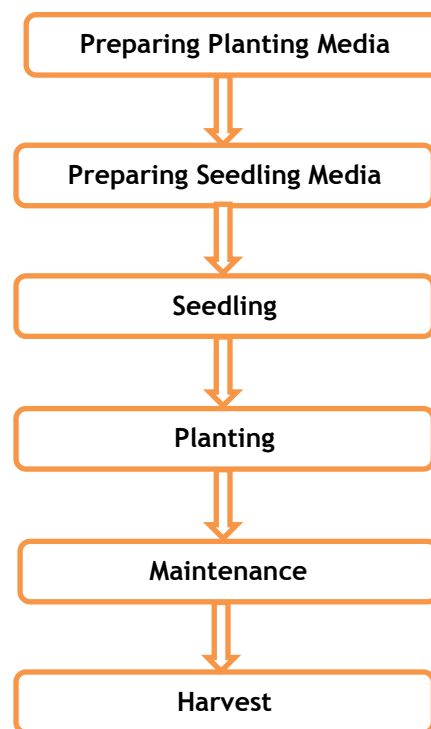 Preparing Planting Media
Preparing Seedling Media
Seedling
Planting
Maintenance
Harvest